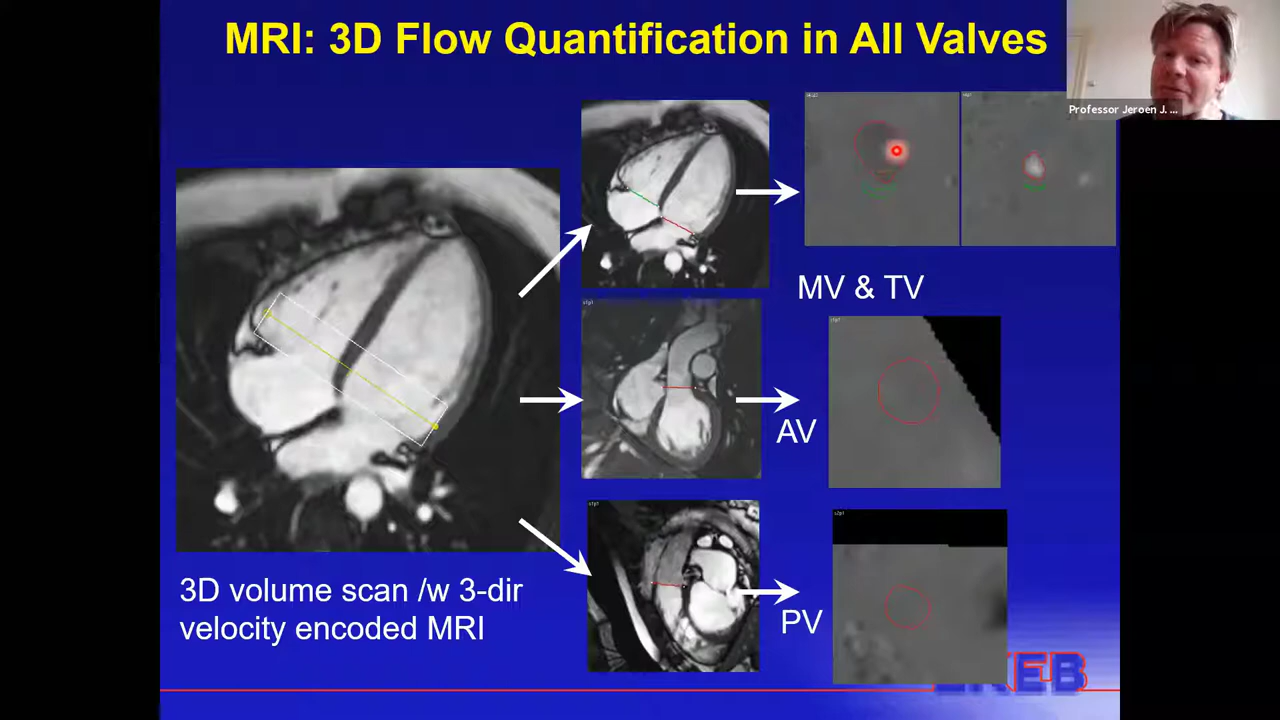 MRI: 3D Flow Quantification in All Valves
Professor Jeroen J. ...
MV & TV
AV
3D volume scan /w 3-dir
velocity encoded MRI
PV